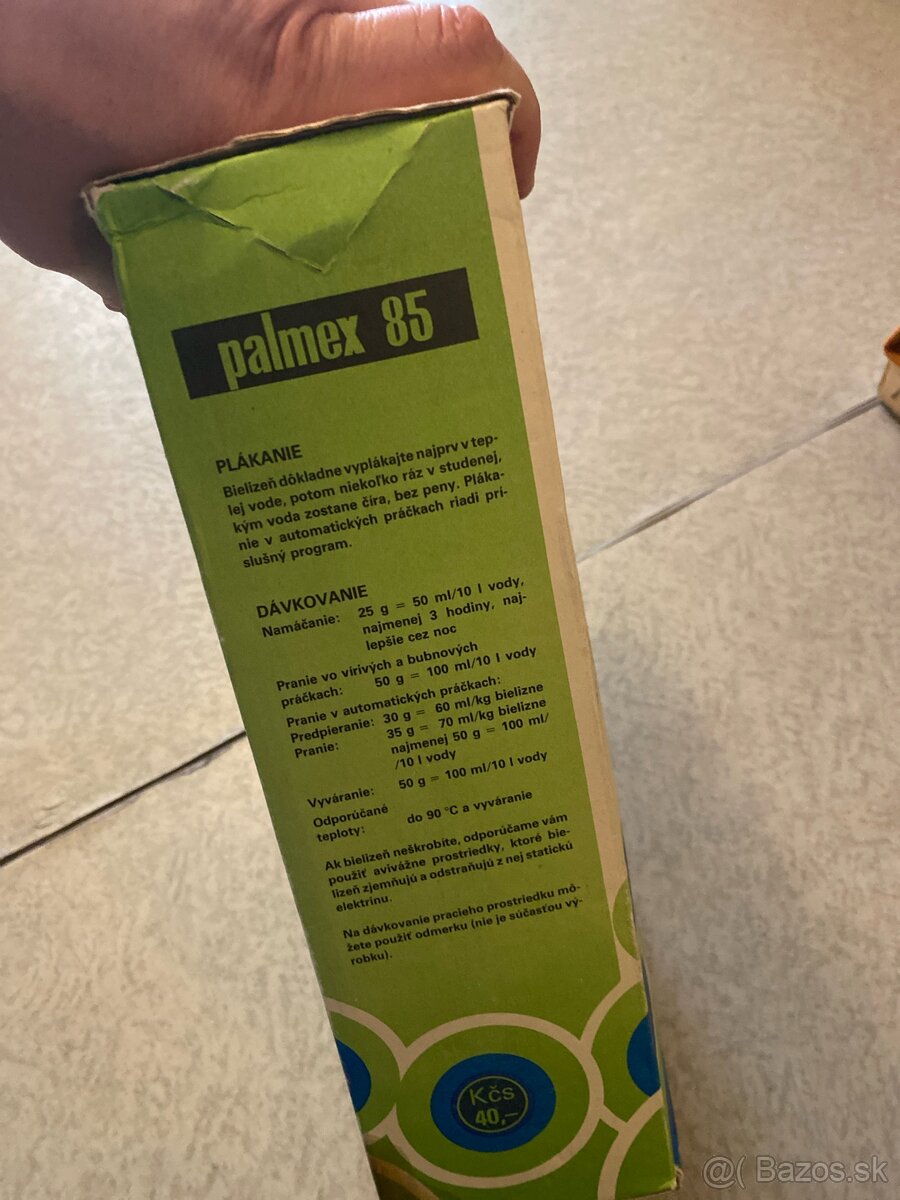 palmex 85
PLÁKANIE
Bielizeň dôkladne vyplákajte najprv v tep-
lej vode, potom niekoľko ráz v studenej,
kým voda zostane číra, bez peny. Pláka-
nie v automatických práčkach riadi prí-
slušný program.
DÁVKOVANIE
Namáčanie: 25 g = 50 ml/10 l vody,
najmenej 3 hodiny, naj-
lepšie cez noc
Pranie vo vírivých a bubnových
práčkach: 50 g = 100 ml/10 l vody
Pranie v automatických práčkach:
Predpieranie: 30 g = 60 ml/kg bielizne
Pranie: 35 g = 70 ml/kg bielizne
najmenej 50 g = 100 ml/
/10 l vody
Vyváranie: 50 g = 100 ml/10 l vody
Odporúčané
teploty: do 90 °C a vyváranie
Ak bielizeň neškrobíte, odporúčame vám
použiť avivážne prostriedky, ktoré bie-
lizeň zjemňujú a odstraňujú z nej statickú
elektrinu.
Na dávkovanie pracieho prostriedku mô-
žete použiť odmerku (nie je súčasťou vý-
robku).
Kčs
40,–
@( Bazos.sk